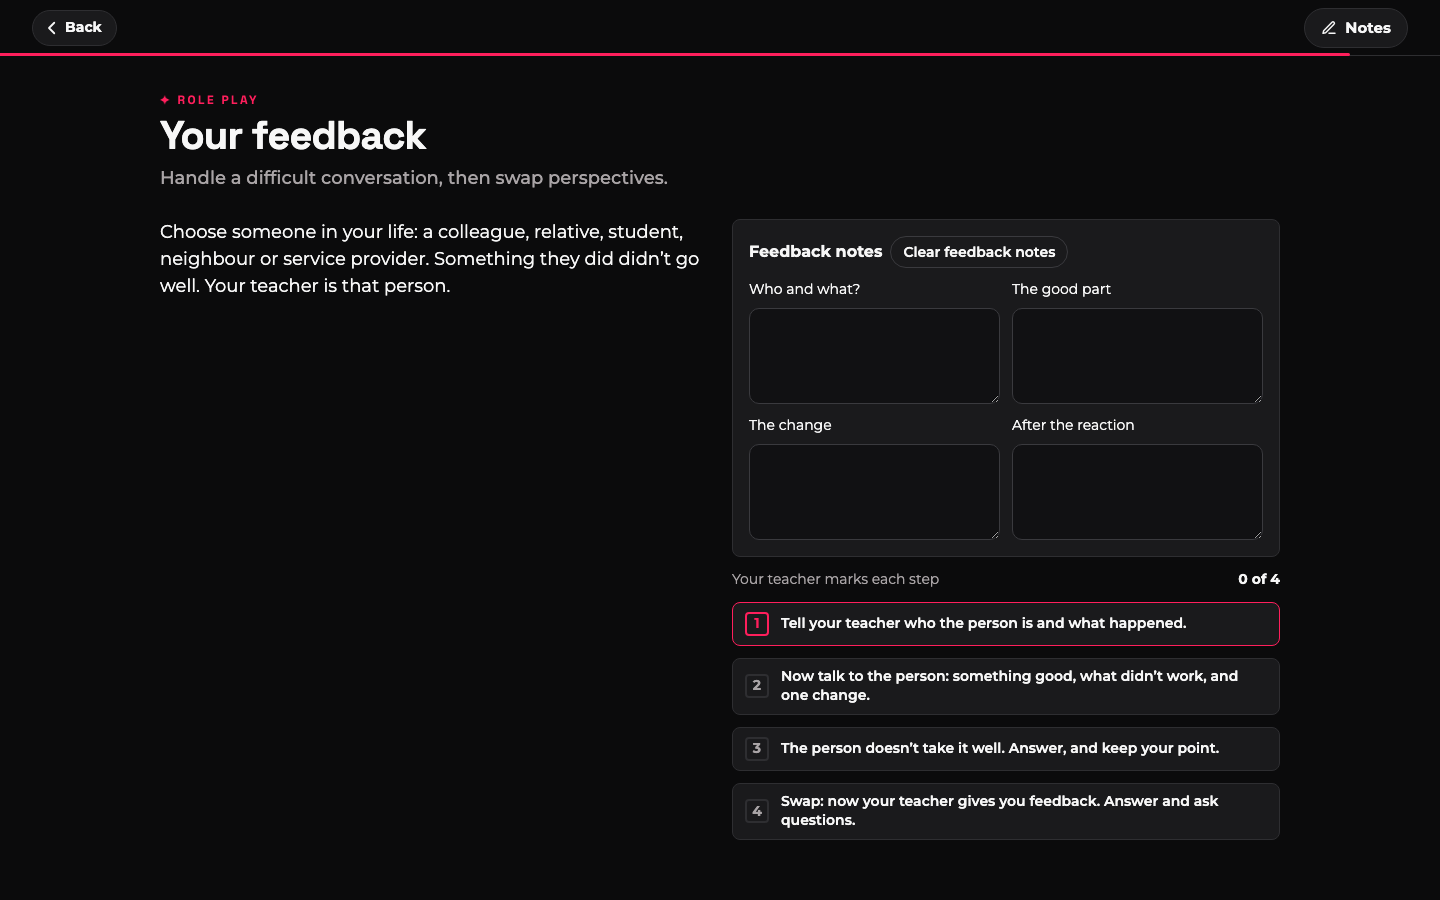 Back
Notes
ROLE PLAY
Your feedback
Handle a difficult conversation, then swap perspectives.
Choose someone in your life: a colleague, relative, student,
neighbour or service provider. Something they did didn’t go
well. Your teacher is that person.
Feedback notes
Clear feedback notes
Who and what?
The good part
The change
After the reaction
Your teacher marks each step
0 of 4
1
Tell your teacher who the person is and what happened.
2
Now talk to the person: something good, what didn’t work, and
one change.
3
The person doesn’t take it well. Answer, and keep your point.
4
Swap: now your teacher gives you feedback. Answer and ask
questions.